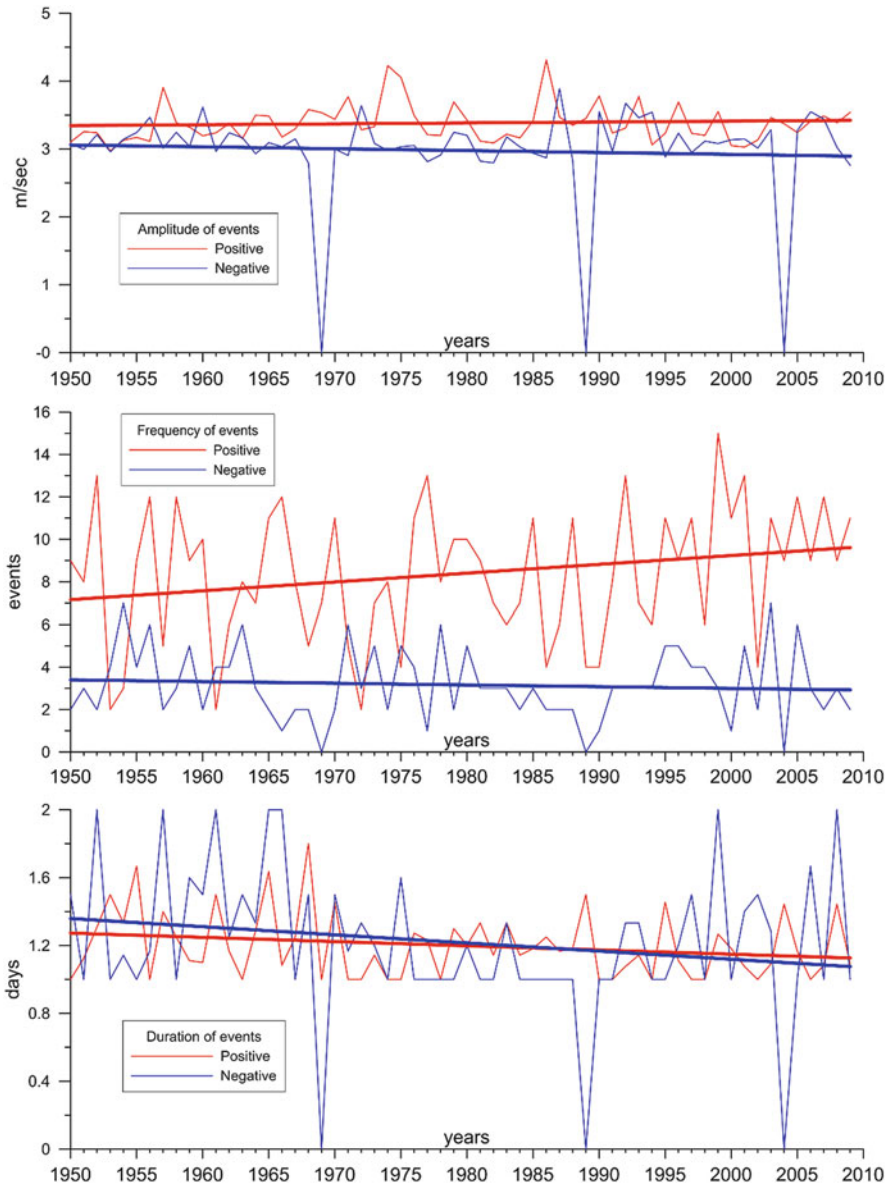 5
4
3
2
1
-0
m/sec
Amplitude of events
Positive
Negative
years
1950 1955 1960 1965 1970 1975 1980 1985 1990 1995 2000 2005 2010
16
14
12
10
8
6
4
2
0
events
Frequency of events
Positive
Negative
years
1950 1955 1960 1965 1970 1975 1980 1985 1990 1995 2000 2005 2010
2
1.6
1.2
0.8
0.4
0
days
Duration of events
Positive
Negative
years
1950 1955 1960 1965 1970 1975 1980 1985 1990 1995 2000 2005 2010